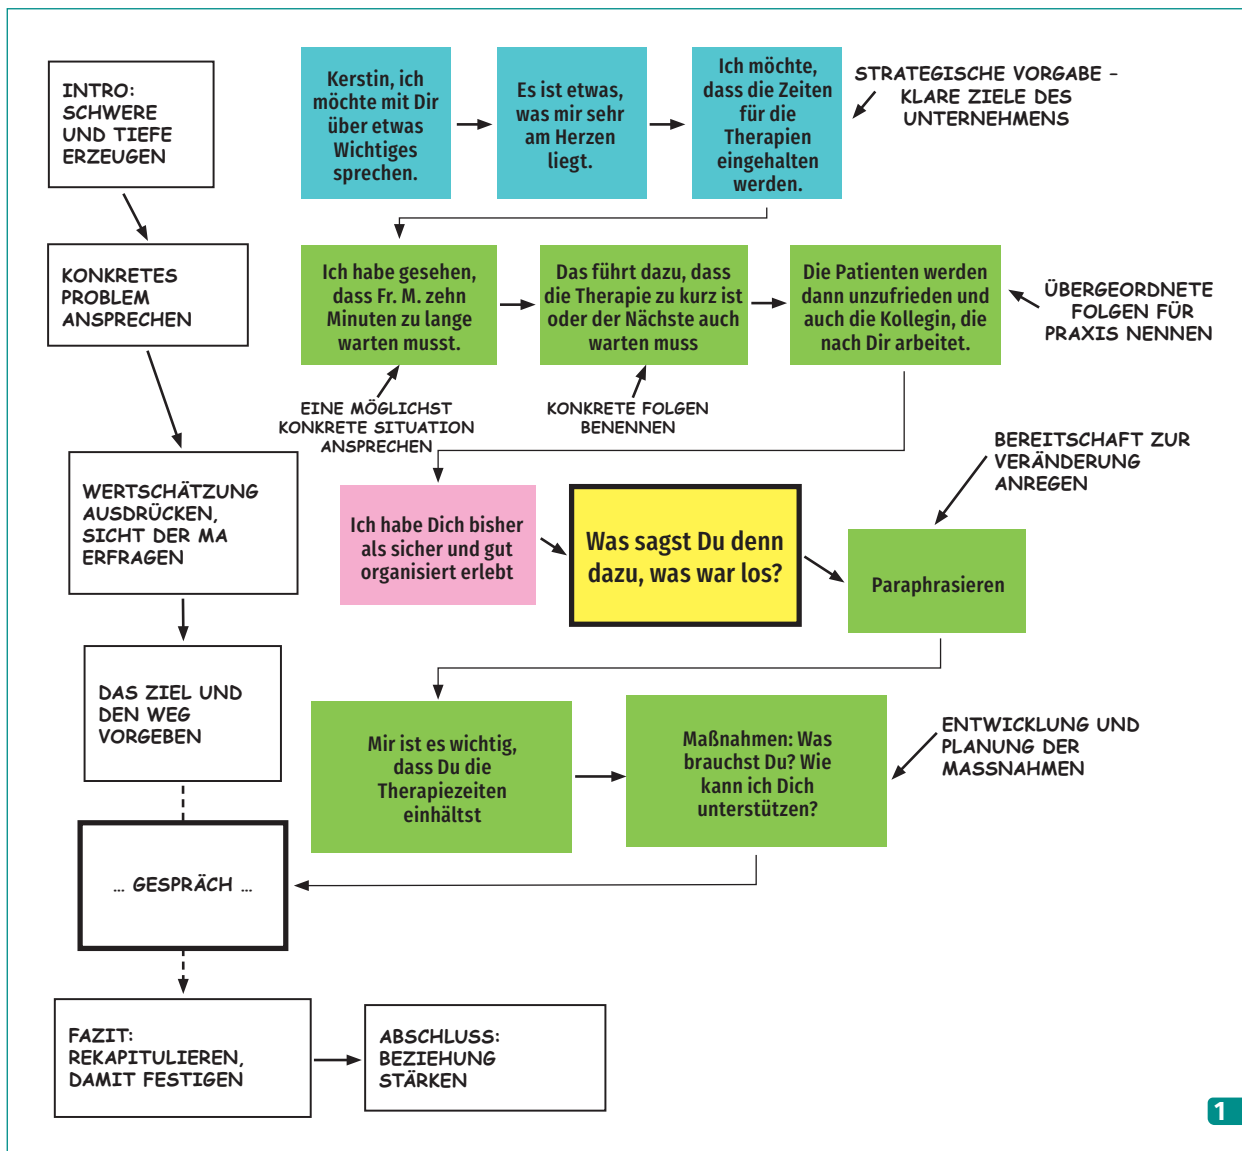 INTRO:
SCHWERE
UND TIEFE
ERZEUGEN
Kerstin, ich
möchte mit Dir
über etwas
Wichtiges
sprechen.
Es ist etwas,
was mir sehr
am Herzen
liegt.
Ich möchte,
dass die Zeiten
für die
Therapien
eingehalten
werden.
STRATEGISCHE VORGABE –
KLARE ZIELE DES
UNTERNEHMENS
KONKRETES
PROBLEM
ANSPRECHEN
Ich habe gesehen,
dass Fr. M. zehn
Minuten zu lange
warten musst.
Das führt dazu, dass
die Therapie zu kurz ist
oder der Nächste auch
warten muss
Die Patienten werden
dann unzufrieden und
auch die Kollegin, die
nach Dir arbeitet.
ÜBERGEORDNETE
FOLGEN FÜR
PRAXIS NENNEN
EINE MÖGLICHST
KONKRETE SITUATION
ANSPRECHEN
KONKRETE FOLGEN
BENENNEN
WERTSCHÄTZUNG
AUSDRÜCKEN,
SICHT DER MA
ERFRAGEN
Ich habe Dich bisher
als sicher und gut
organisiert erlebt
Was sagst Du denn
dazu, was war los?
Paraphrasieren
BEREITSCHAFT ZUR
VERÄNDERUNG
ANREGEN
DAS ZIEL UND
DEN WEG
VORGEBEN
Mir ist es wichtig,
dass Du die
Therapiezeiten
einhältst
Maßnahmen: Was
brauchst Du? Wie
kann ich Dich
unterstützen?
ENTWICKLUNG UND
PLANUNG DER
MASSNAHMEN
... GESPRÄCH ...
FAZIT:
REKAPITULIEREN,
DAMIT FESTIGEN
ABSCHLUSS:
BEZIEHUNG
STÄRKEN
1